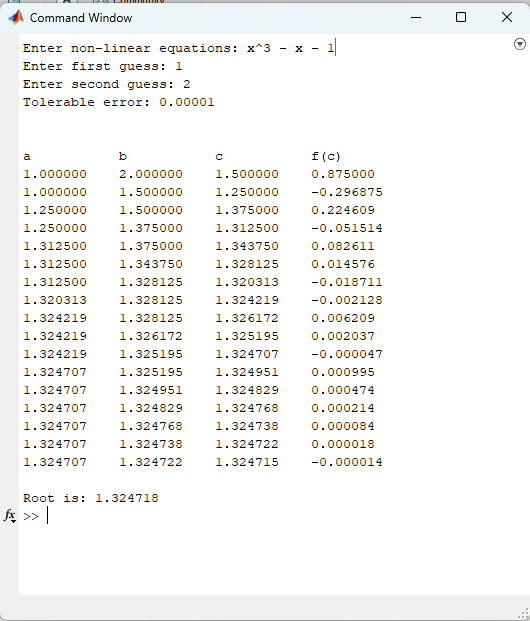 Command Window
Enter non-linear equations: x^3 - x - 1
Enter first guess: 1
Enter second guess: 2
Tolerable error: 0.00001
a b c f(c)
1.000000 2.000000 1.500000 0.875000
1.000000 1.500000 1.250000 -0.296875
1.250000 1.500000 1.375000 0.224609
1.250000 1.375000 1.312500 -0.051514
1.312500 1.375000 1.343750 0.082611
1.312500 1.343750 1.328125 0.014576
1.312500 1.328125 1.320313 -0.018711
1.320313 1.328125 1.324219 -0.002128
1.324219 1.328125 1.326172 0.006209
1.324219 1.326172 1.325195 0.002037
1.324219 1.325195 1.324707 -0.000047
1.324707 1.325195 1.324951 0.000995
1.324707 1.324951 1.324829 0.000474
1.324707 1.324829 1.324768 0.000214
1.324707 1.324768 1.324738 0.000084
1.324707 1.324738 1.324722 0.000018
1.324707 1.324722 1.324715 -0.000014
Root is: 1.324718
fx >>